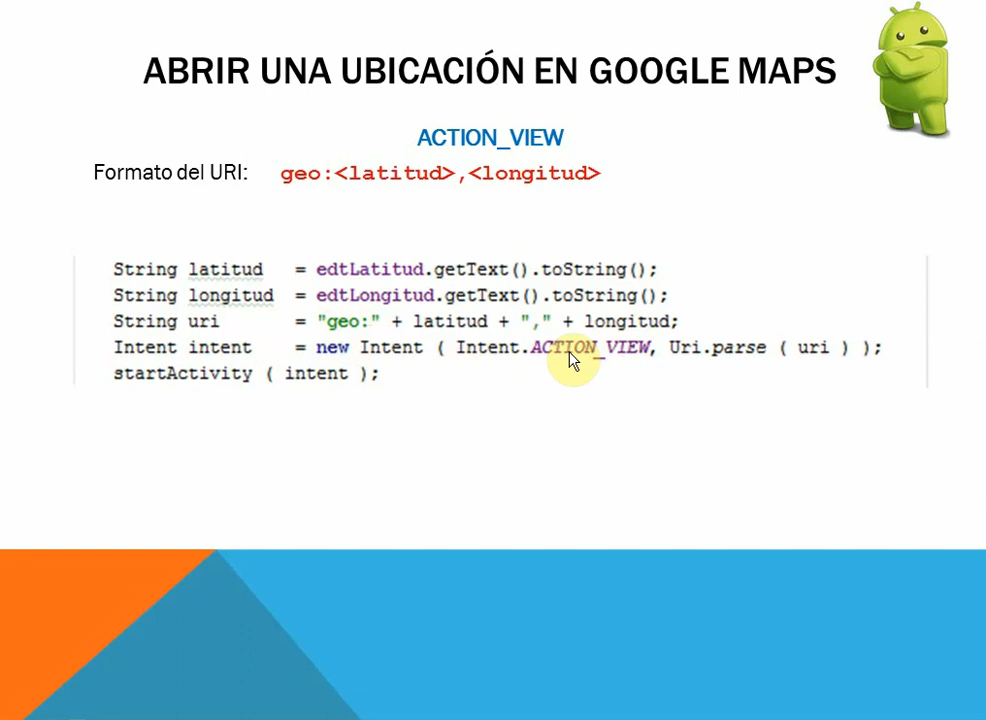 ABRIR UNA UBICACIÓN EN GOOGLE MAPS
ACTION_VIEW
Formato del URI: geo:<latitud>,<longitud>
String latitud = edtLatitud.getText().toString();
String longitud = edtLongitud.getText().toString();
String uri = "geo:" + latitud + "," + longitud;
Intent intent = new Intent ( Intent.ACTION_VIEW, Uri.parse ( uri ) );
startActivity ( intent );